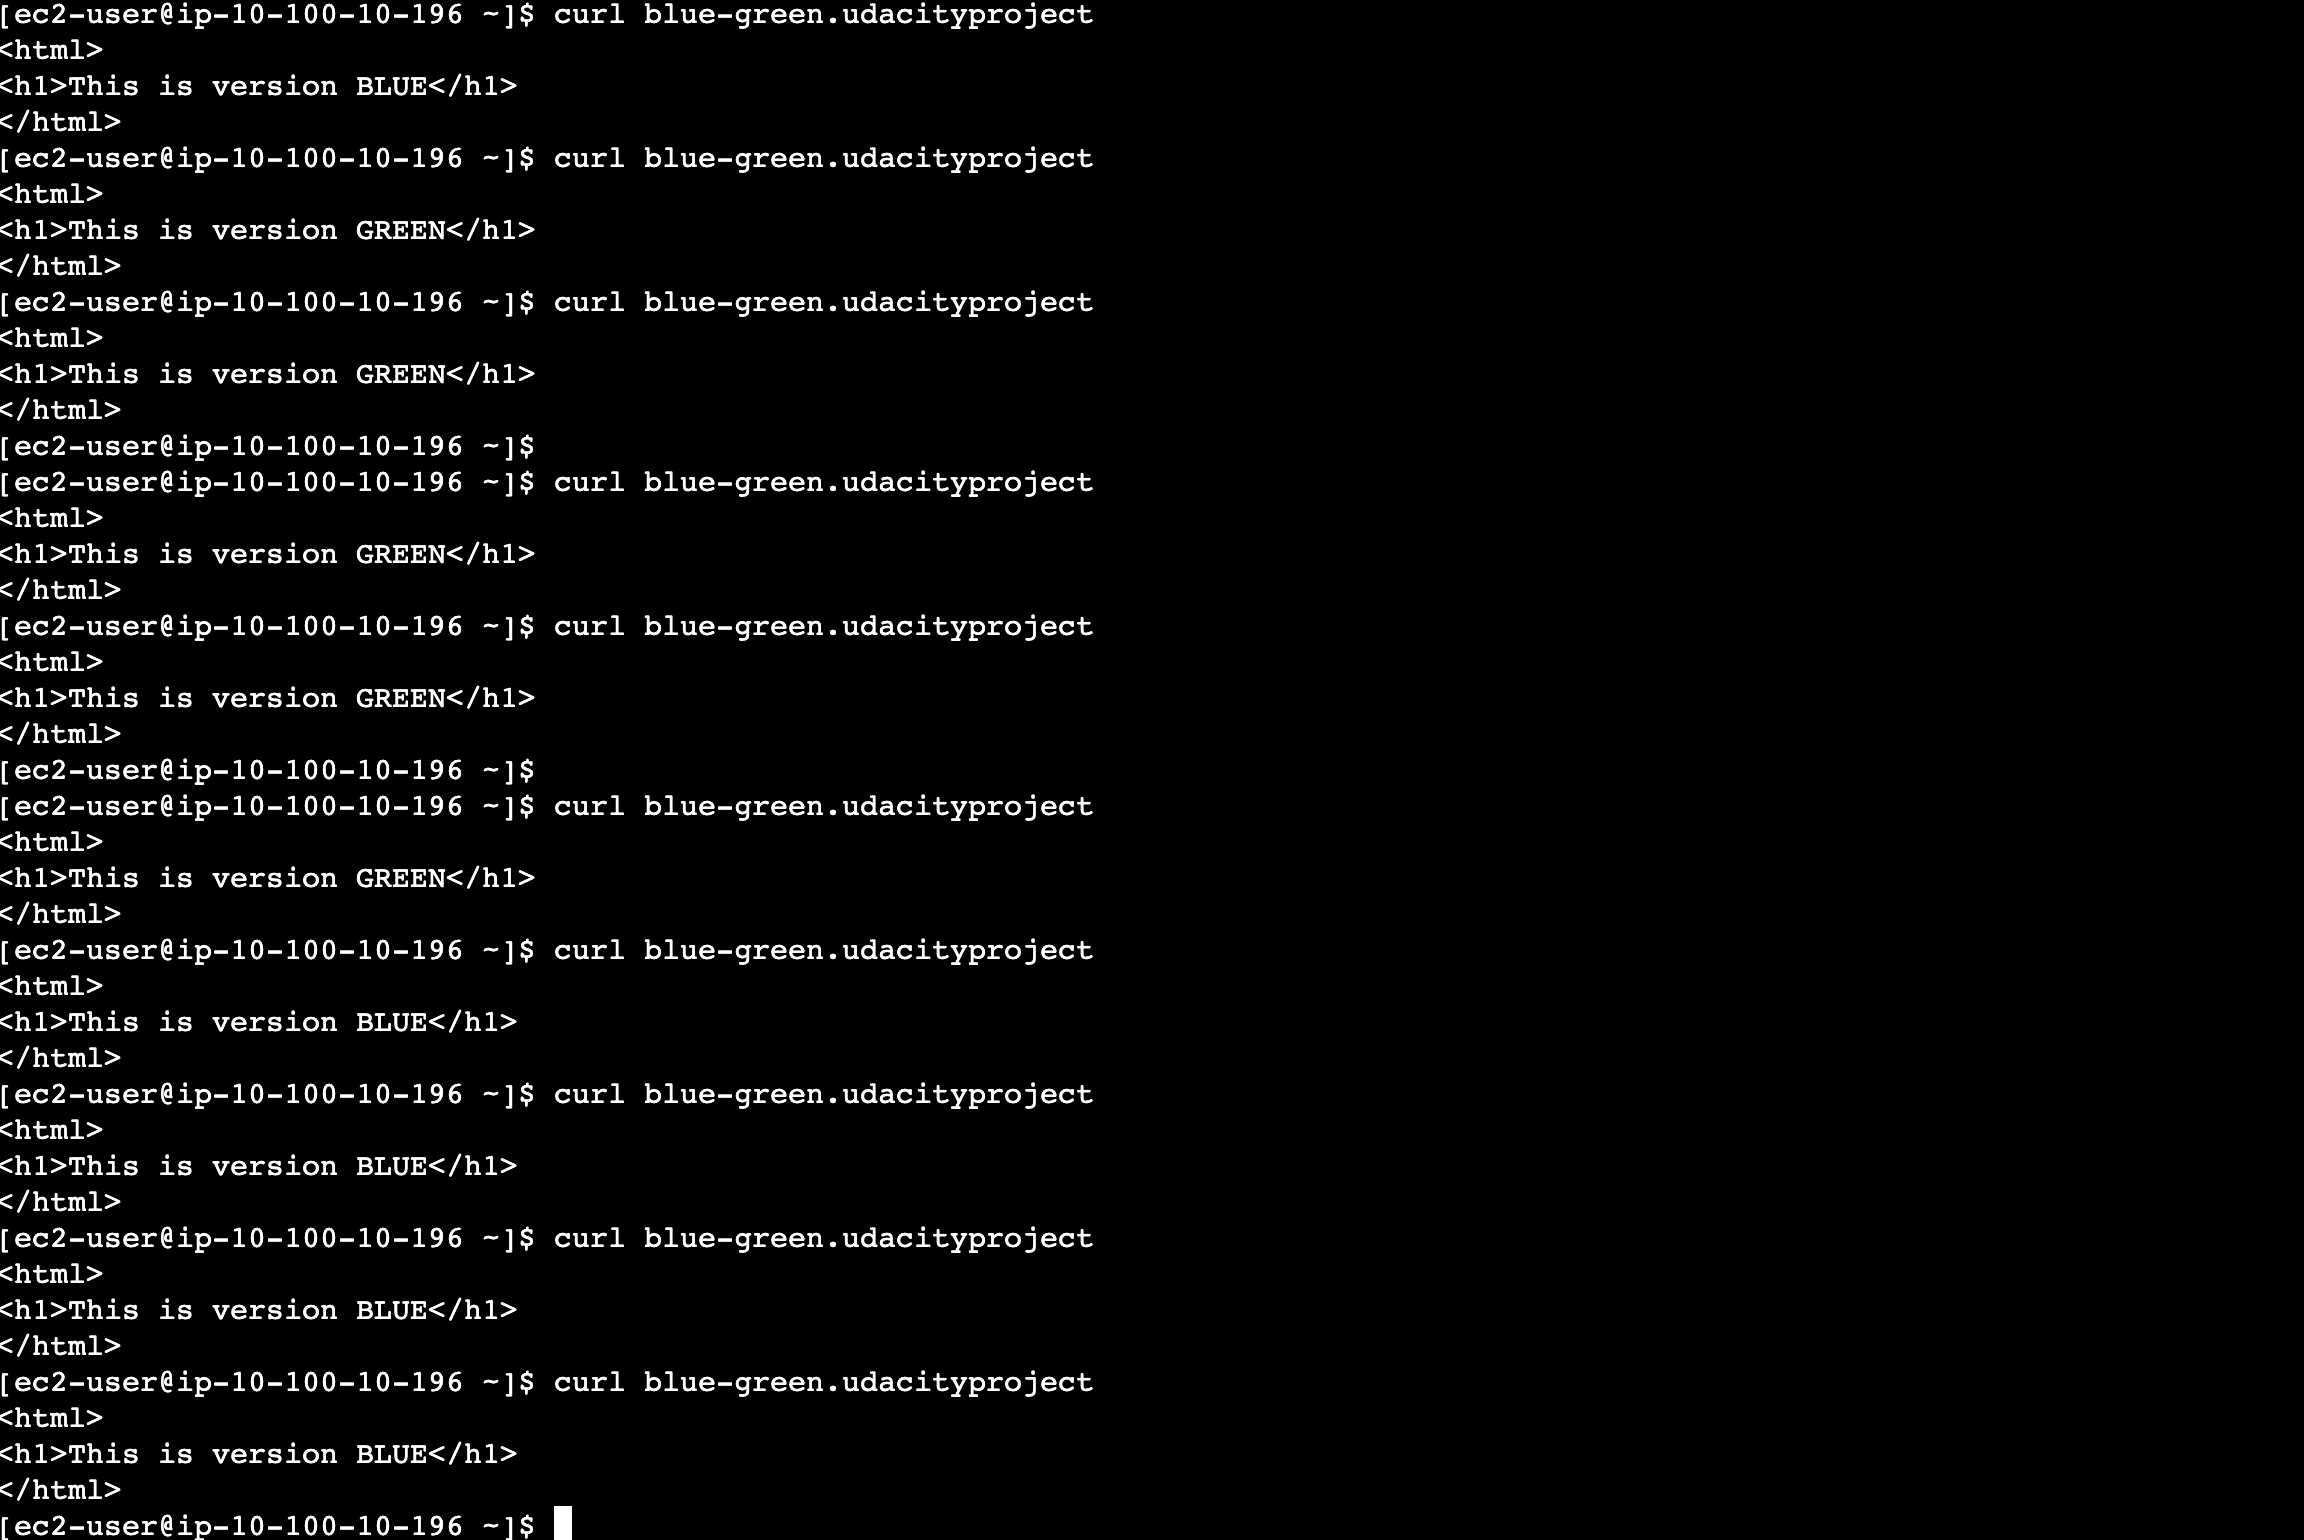 [ec2-user@ip-10-100-10-196 ~]$ curl blue-green.udacityproject
<html>
<h1>This is version BLUE</h1>
</html>
[ec2-user@ip-10-100-10-196 ~]$ curl blue-green.udacityproject
<html>
<h1>This is version GREEN</h1>
</html>
[ec2-user@ip-10-100-10-196 ~]$ curl blue-green.udacityproject
<html>
<h1>This is version GREEN</h1>
</html>
[ec2-user@ip-10-100-10-196 ~]$
[ec2-user@ip-10-100-10-196 ~]$ curl blue-green.udacityproject
<html>
<h1>This is version GREEN</h1>
</html>
[ec2-user@ip-10-100-10-196 ~]$ curl blue-green.udacityproject
<html>
<h1>This is version GREEN</h1>
</html>
[ec2-user@ip-10-100-10-196 ~]$
[ec2-user@ip-10-100-10-196 ~]$ curl blue-green.udacityproject
<html>
<h1>This is version GREEN</h1>
</html>
[ec2-user@ip-10-100-10-196 ~]$ curl blue-green.udacityproject
<html>
<h1>This is version BLUE</h1>
</html>
[ec2-user@ip-10-100-10-196 ~]$ curl blue-green.udacityproject
<html>
<h1>This is version BLUE</h1>
</html>
[ec2-user@ip-10-100-10-196 ~]$ curl blue-green.udacityproject
<html>
<h1>This is version BLUE</h1>
</html>
[ec2-user@ip-10-100-10-196 ~]$ curl blue-green.udacityproject
<html>
<h1>This is version BLUE</h1>
</html>
[ec2-user@ip-10-100-10-196 ~]$